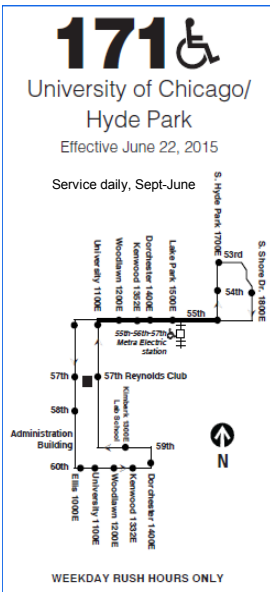 171
University of Chicago/
Hyde Park
Effective June 22, 2015
Service daily, Sept-June
S. Hyde Park 1700E
53rd
S. Shore Dr. 1800E
54th
University 1100E
Woodlawn 1200E
Kenwood 1352E
Dorchester 1400E
Lake Park 1500E
55th
55th-56th-57th
Metra Electric
station
57th
57th Reynolds Club
58th
Kimbark 1300E
Lab School
Administration
Building
59th
60th
N
Ellis 1000E
University 1100E
Woodlawn 1200E
Kenwood 1332E
Dorchester 1400E
WEEKDAY RUSH HOURS ONLY